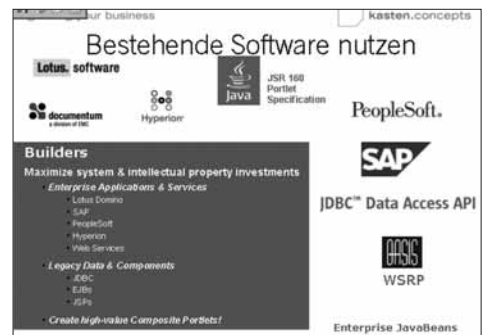 your business
kasten.concepts
Bestehende Software nutzen
Lotus. software
JSR 160
Portlet
Specification
Java
documentum
a division of EMC
Hyperion
PeopleSoft.
Builders
Maximize system & intellectual property investments
Enterprise Applications & Services
Lotus Domino
SAP
PeopleSoft
Hyperion
Web Services
Legacy Data & Components
JDBC
EJBs
JSPs
Create high-value Composite Portlets!
SAP
JDBC™ Data Access API
OASIS
WSRP
Enterprise JavaBeans